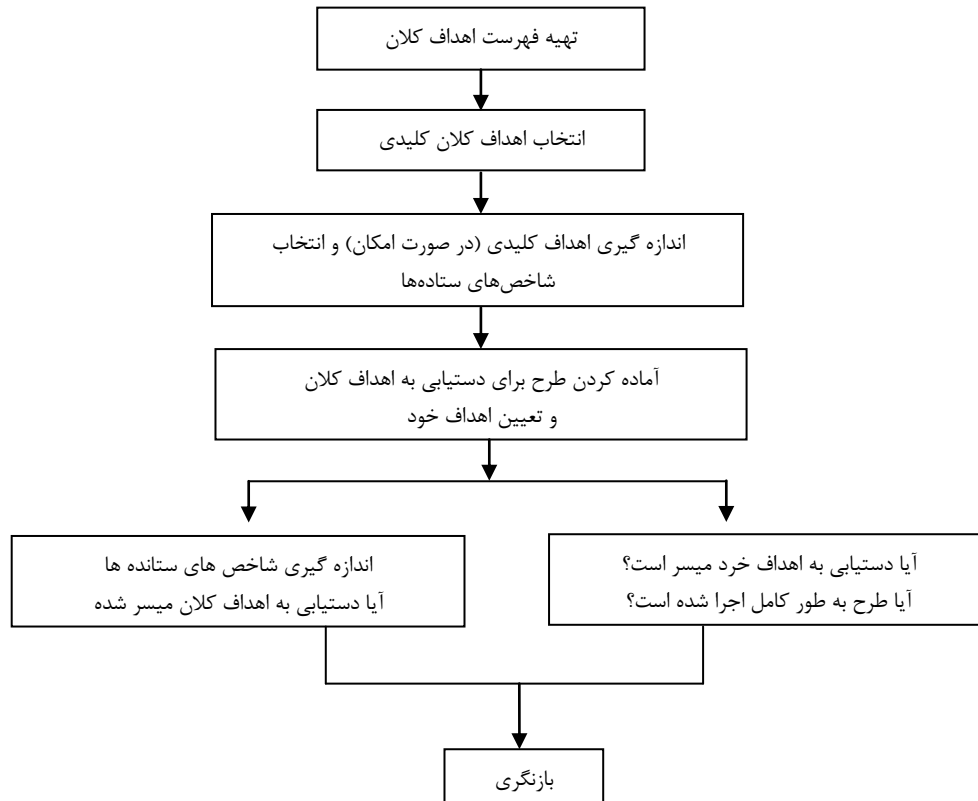 تهیه فهرست اهداف کلان
انتخاب اهداف کلان کلیدی
اندازه گیری اهداف کلیدی (در صورت امکان) و انتخاب
شاخص‌های ستاده‌ها
آماده کردن طرح برای دستیابی به اهداف کلان
و تعیین اهداف خود
آیا دستیابی به اهداف خرد میسر است؟
آیا طرح به طور کامل اجرا شده است؟
اندازه گیری شاخص های ستانده ها
آیا دستیابی به اهداف کلان میسر شده
بازنگری